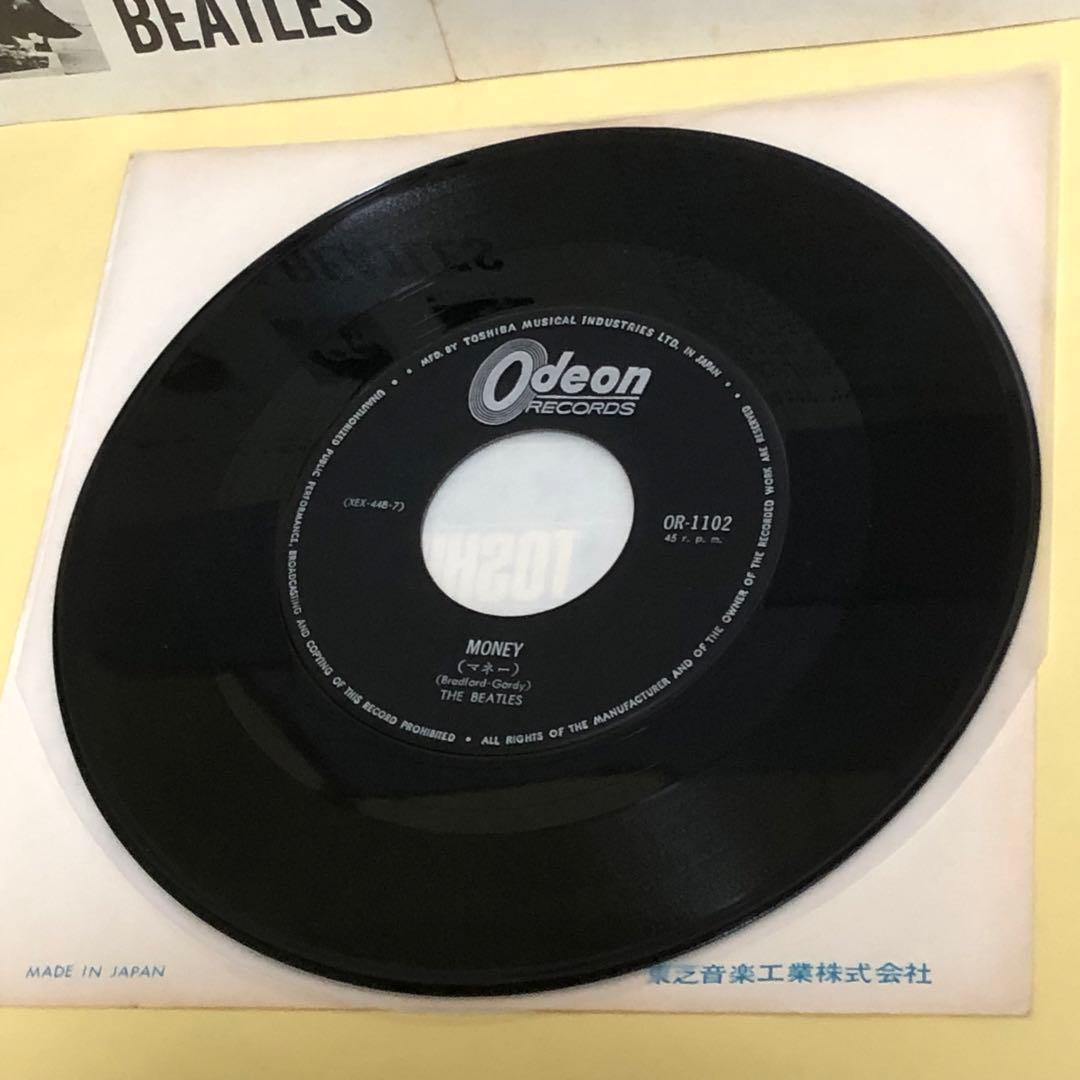 BEATLES
MFD. BY TOSHIBA MUSICAL INDUSTRIES LTD. IN JAPAN
Odeon
RECORDS
(XEX-448-7)
OR-1102
45 r. p. m.
TOSH
MONEY
(マネー)
(Bradford-Gordy)
THE BEATLES
UNAUTHORIZED PUBLIC PERFORMANCE, BROADCASTING AND COPYING OF THIS RECORD PROHIBITED • ALL RIGHTS OF THE MANUFACTURER AND OF THE OWNER OF THE RECORDED WORK ARE RESERVED
MADE IN JAPAN
東芝音楽工業株式会社